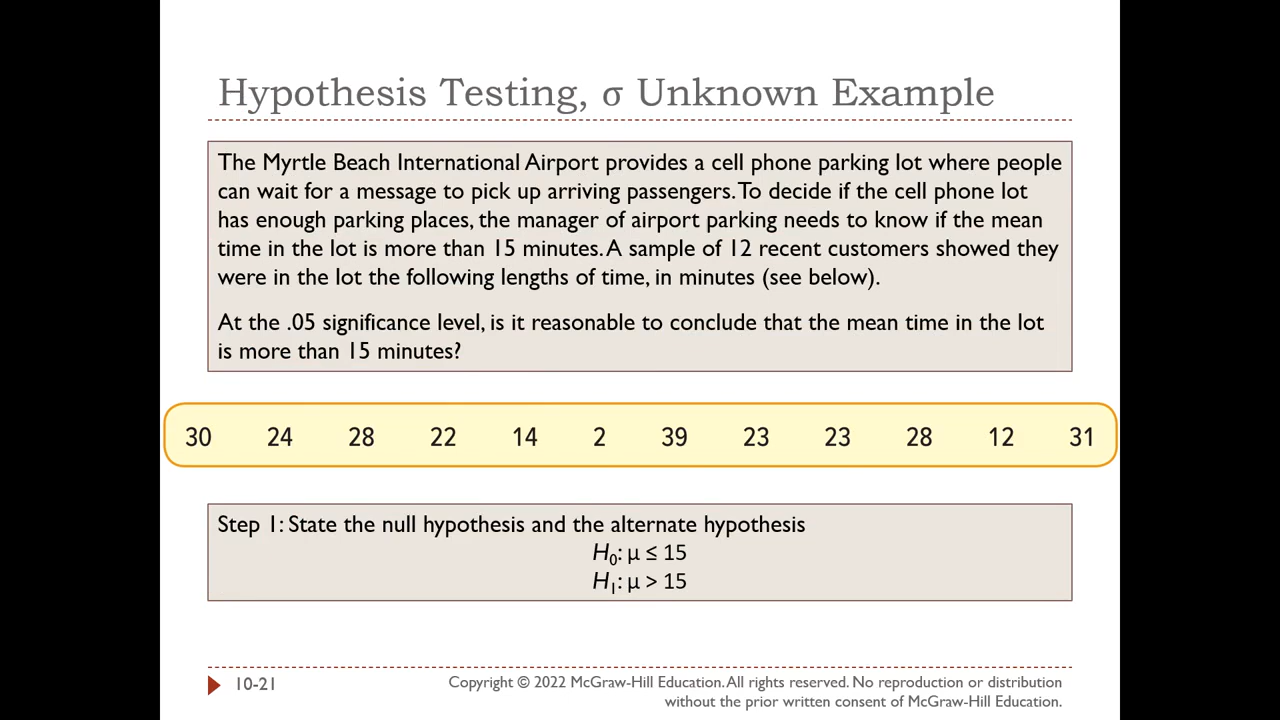 Hypothesis Testing, σ Unknown Example
The Myrtle Beach International Airport provides a cell phone parking lot where people
can wait for a message to pick up arriving passengers. To decide if the cell phone lot
has enough parking places, the manager of airport parking needs to know if the mean
time in the lot is more than 15 minutes. A sample of 12 recent customers showed they
were in the lot the following lengths of time, in minutes (see below).
At the .05 significance level, is it reasonable to conclude that the mean time in the lot
is more than 15 minutes?
30 24 28 22 14 2 39 23 23 28 12 31
Step 1: State the null hypothesis and the alternate hypothesis
H₀: μ ≤ 15
H₁: μ > 15
10-21
Copyright © 2022 McGraw-Hill Education. All rights reserved. No reproduction or distribution
without the prior written consent of McGraw-Hill Education.